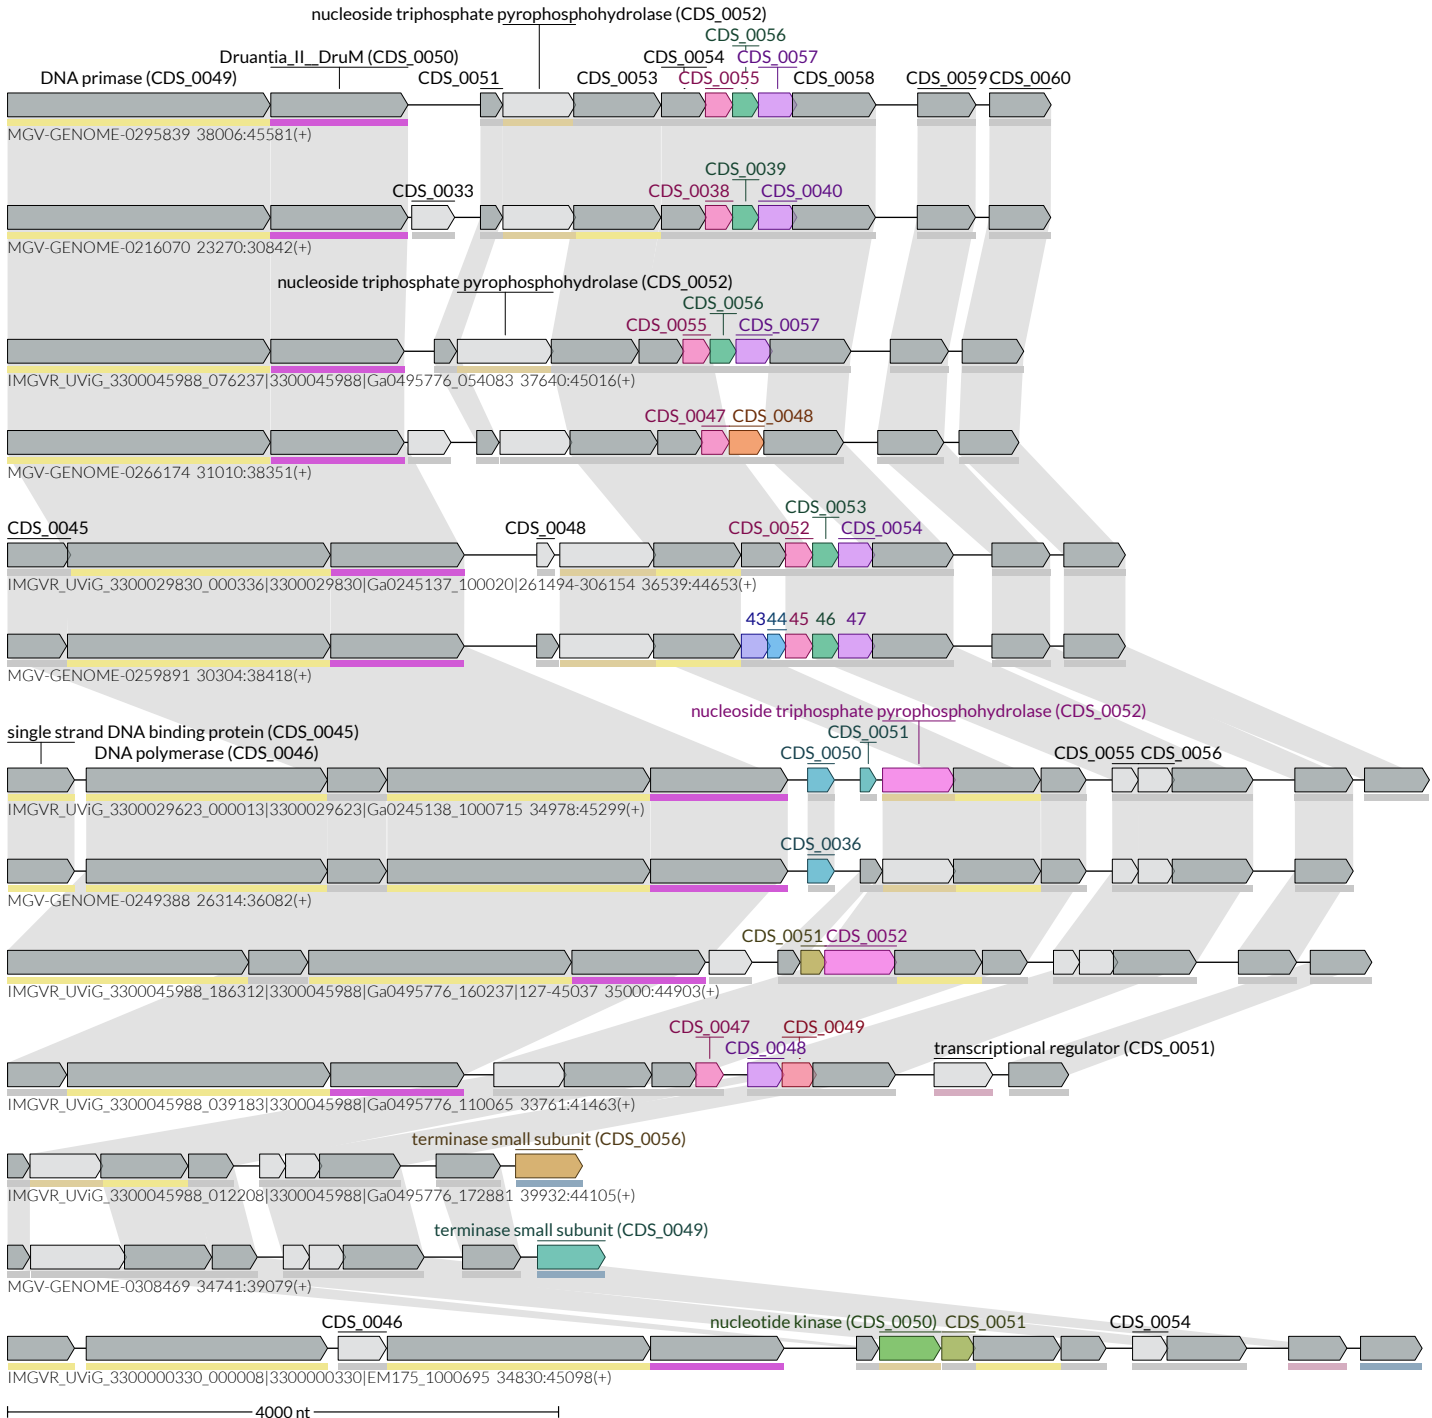 nucleoside triphosphate pyrophosphohydrolase (CDS_0052)
CDS_0056
Druantia_II__DruM (CDS_0050) CDS_0054 CDS_0057
DNA primase (CDS_0049) CDS_0051 CDS_0053 CDS_0055 CDS_0058 CDS_0059 CDS_0060
MGV-GENOME-0295839 38006:45581(+)
CDS_0039
CDS_0033 CDS_0038 CDS_0040
MGV-GENOME-0216070 23270:30842(+)
nucleoside triphosphate pyrophosphohydrolase (CDS_0052)
CDS_0056
CDS_0055 CDS_0057
IMGVR_UViG_3300045988_076237|3300045988|Ga0495776_054083 37640:45016(+)
CDS_0047 CDS_0048
MGV-GENOME-0266174 31010:38351(+)
CDS_0053
CDS_0045 CDS_0048 CDS_0052 CDS_0054
IMGVR_UViG_3300029830_000336|3300029830|Ga0245137_100020|261494-306154 36539:44653(+)
43 44 45 46 47
MGV-GENOME-0259891 30304:38418(+)
nucleoside triphosphate pyrophosphohydrolase (CDS_0052)
single strand DNA binding protein (CDS_0045) CDS_0051
DNA polymerase (CDS_0046) CDS_0050 CDS_0055 CDS_0056
IMGVR_UViG_3300029623_000013|3300029623|Ga0245138_1000715 34978:45299(+)
CDS_0036
MGV-GENOME-0249388 26314:36082(+)
CDS_0051 CDS_0052
IMGVR_UViG_3300045988_186312|3300045988|Ga0495776_160237|127-45037 35000:44903(+)
CDS_0047 CDS_0049
CDS_0048 transcriptional regulator (CDS_0051)
IMGVR_UViG_3300045988_039183|3300045988|Ga0495776_110065 33761:41463(+)
terminase small subunit (CDS_0056)
IMGVR_UViG_3300045988_012208|3300045988|Ga0495776_172881 39932:44105(+)
terminase small subunit (CDS_0049)
MGV-GENOME-0308469 34741:39079(+)
CDS_0046 nucleotide kinase (CDS_0050) CDS_0051 CDS_0054
IMGVR_UViG_3300000330_000008|3300000330|EM175_1000695 34830:45098(+)
4000 nt